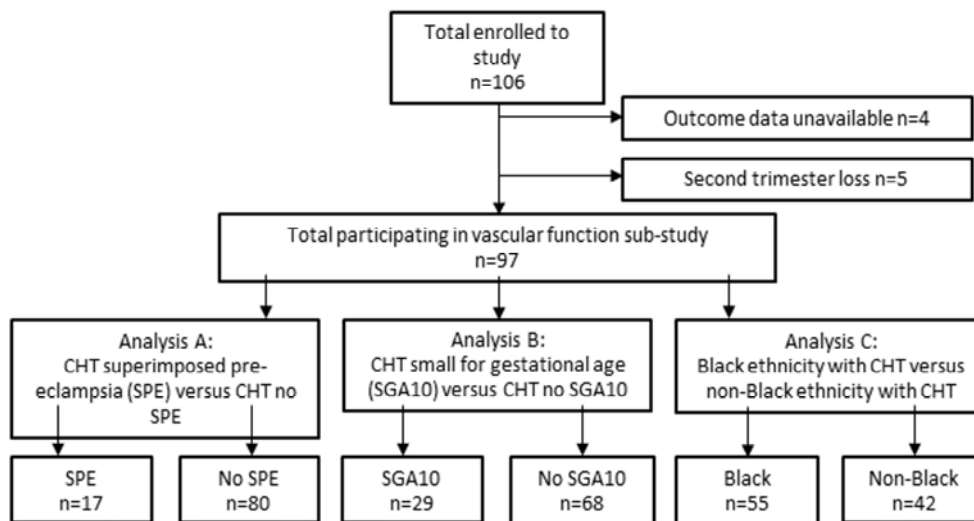 Total enrolled to
study
n=106
Outcome data unavailable n=4
Second trimester loss n=5
Total participating in vascular function sub-study
n=97
Analysis A:
CHT superimposed pre-
eclampsia (SPE) versus CHT no
SPE
Analysis B:
CHT small for gestational age
(SGA10) versus CHT no SGA10
Analysis C:
Black ethnicity with CHT versus
non-Black ethnicity with CHT
SPE
n=17
No SPE
n=80
SGA10
n=29
No SGA10
n=68
Black
n=55
Non-Black
n=42